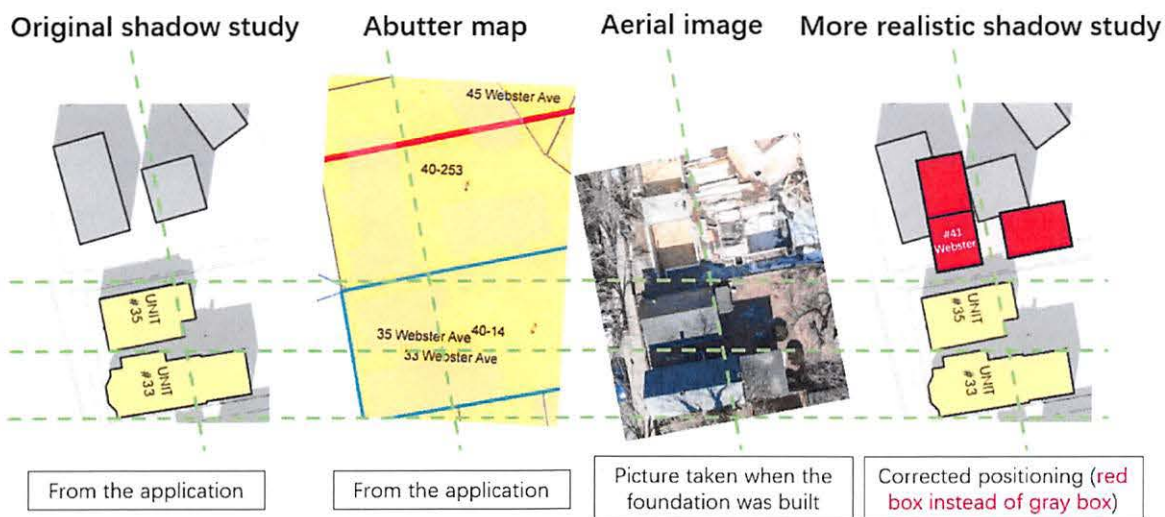 Original shadow study
Abutter map
Aerial image
More realistic shadow study
UNIT
#35
UNIT
#33
45 Webster Ave
40-253
35 Webster Ave 40-14
33 Webster Ave
#41
Webster
UNIT
#35
UNIT
#33
From the application
From the application
Picture taken when the
foundation was built
Corrected positioning (red
box instead of gray box)